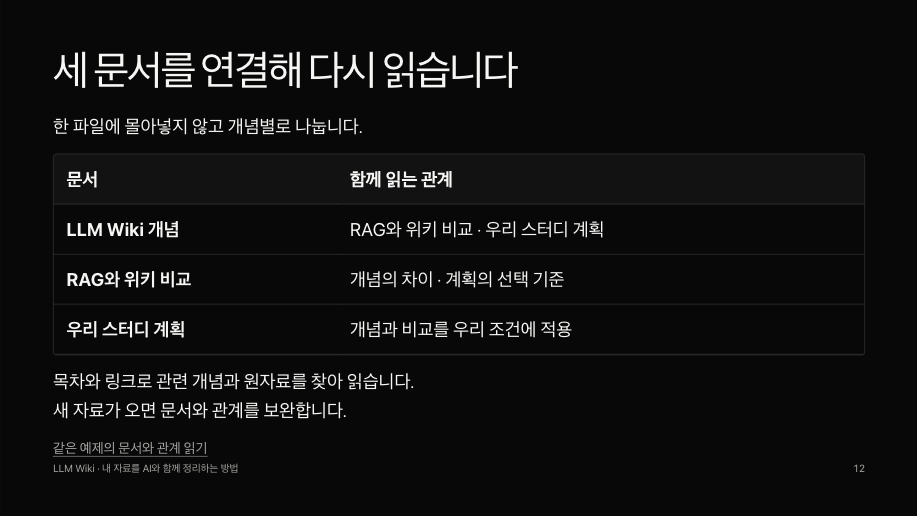 세 문서를 연결해 다시 읽습니다
한 파일에 몰아넣지 않고 개념별로 나눕니다.
문서 함께 읽는 관계
LLM Wiki 개념 RAG와 위키 비교 · 우리 스터디 계획
RAG와 위키 비교 개념의 차이 · 계획의 선택 기준
우리 스터디 계획 개념과 비교를 우리 조건에 적용
목차와 링크로 관련 개념과 원자료를 찾아 읽습니다.
새 자료가 오면 문서와 관계를 보완합니다.
같은 예제의 문서와 관계 읽기
LLM Wiki · 내 자료를 AI와 함께 정리하는 방법 12